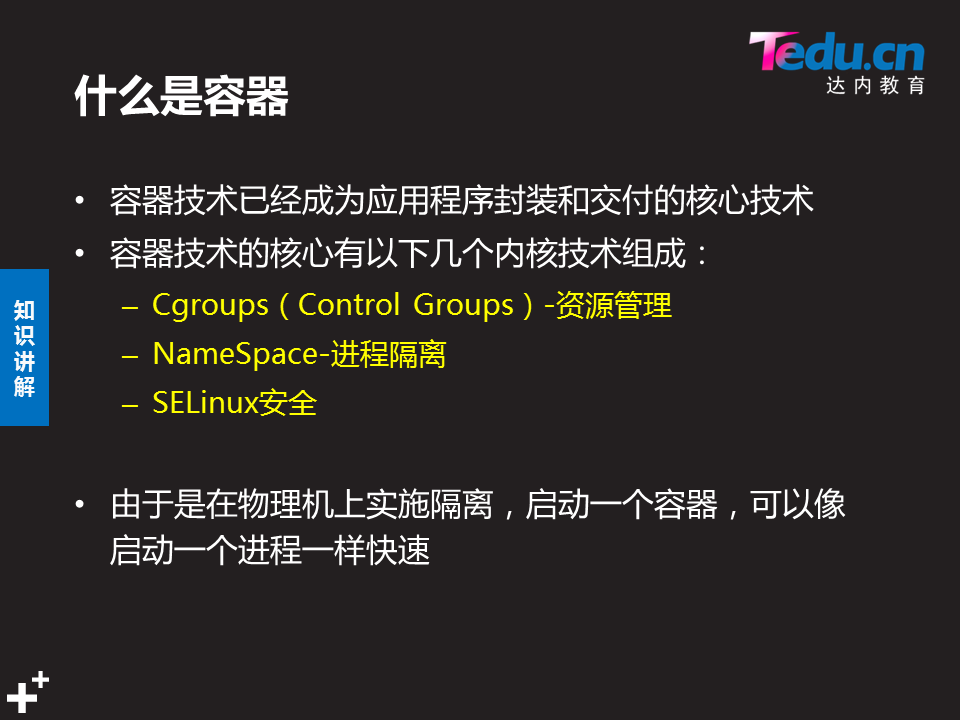 Tedu.cn
达内教育
什么是容器
• 容器技术已经成为应用程序封装和交付的核心技术
• 容器技术的核心有以下几个内核技术组成：
– Cgroups（Control Groups）-资源管理
– NameSpace-进程隔离
– SELinux安全
知识讲解
• 由于是在物理机上实施隔离，启动一个容器，可以像
启动一个进程一样快速